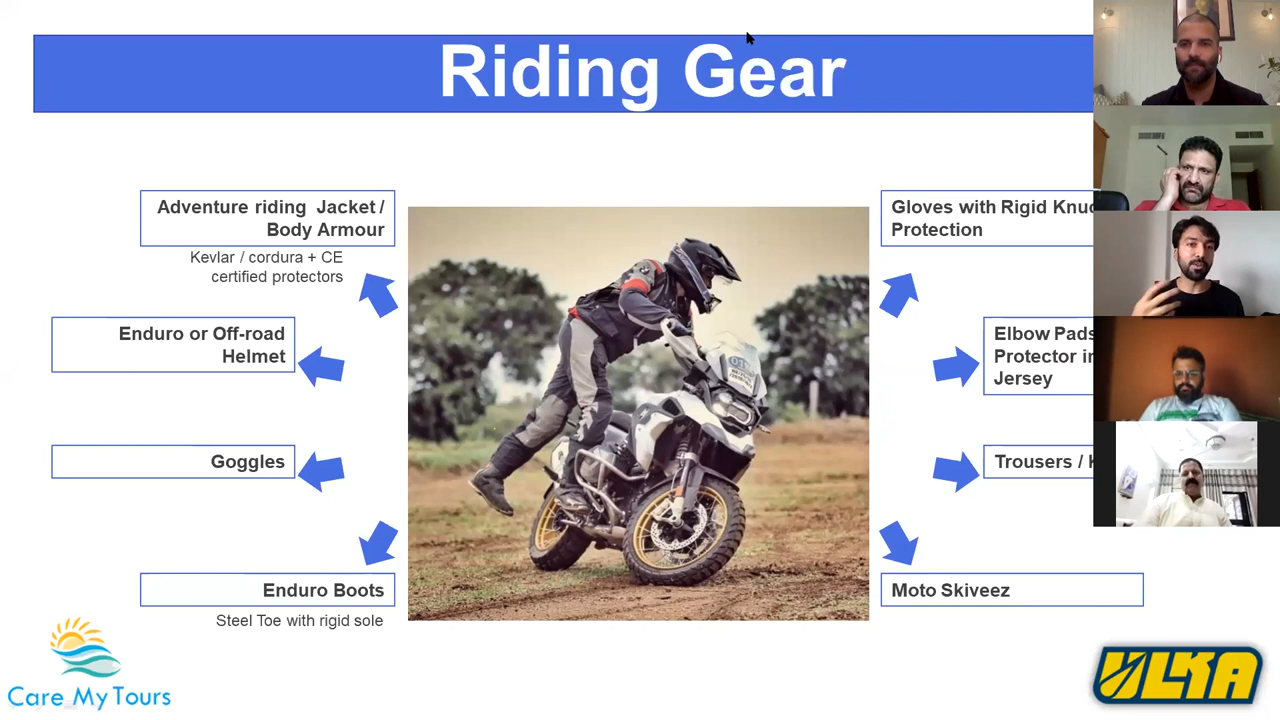 Riding Gear
Adventure riding Jacket /
Body Armour
Kevlar / cordura + CE
certified protectors
Enduro or Off-road
Helmet
Goggles
Enduro Boots
Steel Toe with rigid sole
Gloves with Rigid
Protection
Elbow Pads
Protector
Jersey
Trousers /
Moto Skiveez
Care My Tours
ULKA